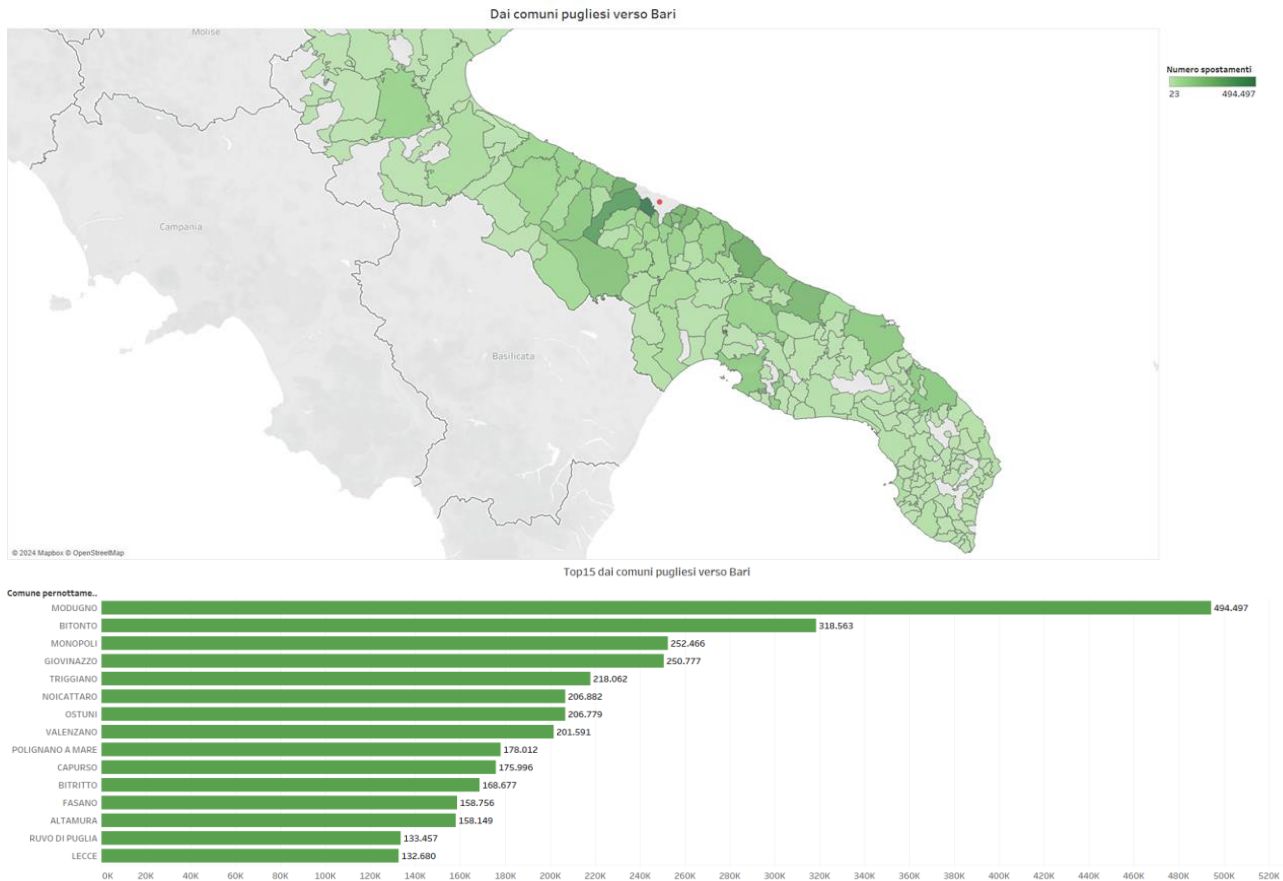 Dai comuni pugliesi verso Bari
Molise
Campania
Basilicata
Numero spostamenti
23 494.497
© 2024 Mapbox © OpenStreetMap
Top15 dai comuni pugliesi verso Bari
Comune pernottame..
MODUGNO 494.497
BITONTO 318.563
MONOPOLI 252.466
GIOVINAZZO 250.777
TRIGGIANO 218.062
NOICATTARO 206.882
OSTUNI 206.779
VALENZANO 201.591
POLIGNANO A MARE 178.012
CAPURSO 175.996
BITRITTO 168.677
FASANO 158.756
ALTAMURA 158.149
RUVO DI PUGLIA 133.457
LECCE 132.680
0K 20K 40K 60K 80K 100K 120K 140K 160K 180K 200K 220K 240K 260K 280K 300K 320K 340K 360K 380K 400K 420K 440K 460K 480K 500K 520K